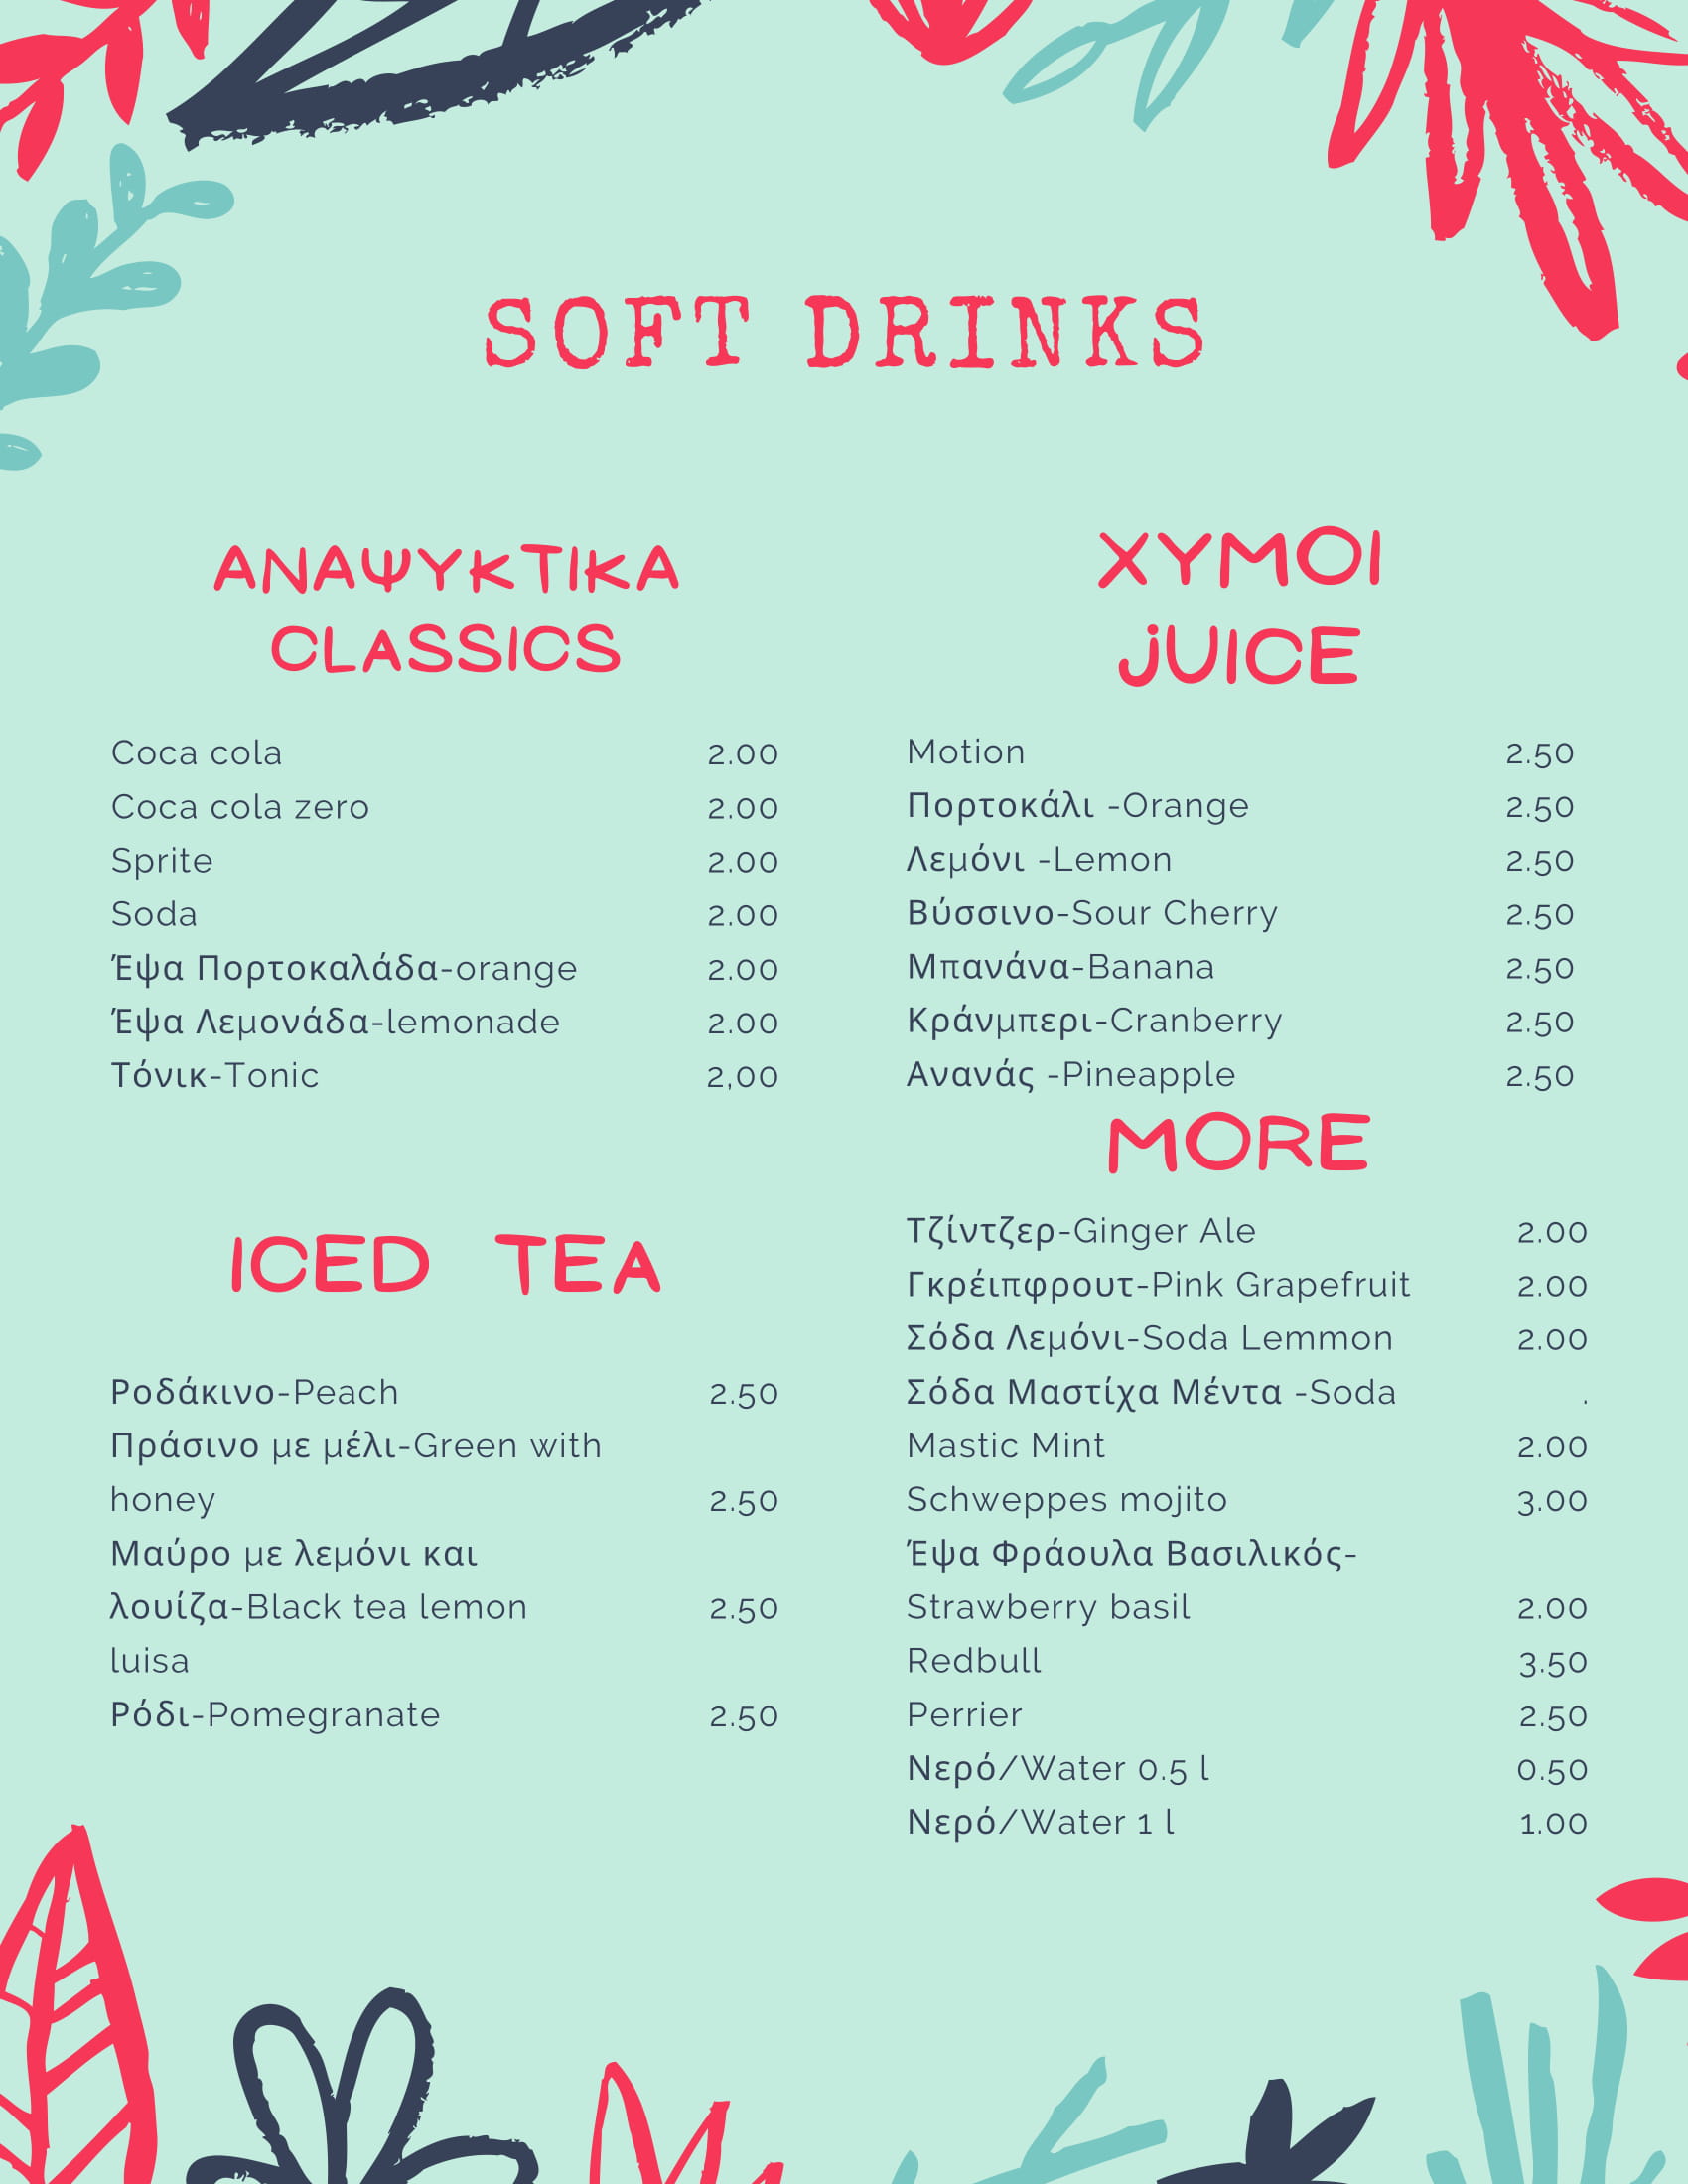 SOFT DRINKS
ΑΝΑΨΥΚΤΙΚΑ
CLASSICS
Coca cola 2.00
Coca cola zero 2.00
Sprite 2.00
Soda 2.00
Έψα Πορτοκαλάδα-orange 2.00
Έψα Λεμονάδα-lemonade 2.00
Τόνικ-Tonic 2,00
ICED TEA
Ροδάκινο-Peach 2.50
Πράσινο με μέλι-Green with
honey 2.50
Μαύρο με λεμόνι και
λουίζα-Black tea lemon 2.50
luisa
Ρόδι-Pomegranate 2.50
ΧΥΜΟΙ
JUICE
Motion 2.50
Πορτοκάλι -Orange 2.50
Λεμόνι -Lemon 2.50
Βύσσινο-Sour Cherry 2.50
Μπανάνα-Banana 2.50
Κράνμπερι-Cranberry 2.50
Ανανάς -Pineapple 2.50
MORE
Τζίντζερ-Ginger Ale 2.00
Γκρέιπφρουτ-Pink Grapefruit 2.00
Σόδα Λεμόνι-Soda Lemmon 2.00
Σόδα Μαστίχα Μέντα -Soda .
Mastic Mint 2.00
Schweppes mojito 3.00
Έψα Φράουλα Βασιλικός-
Strawberry basil 2.00
Redbull 3.50
Perrier 2.50
Νερό/Water 0.5 l 0.50
Νερό/Water 1 l 1.00